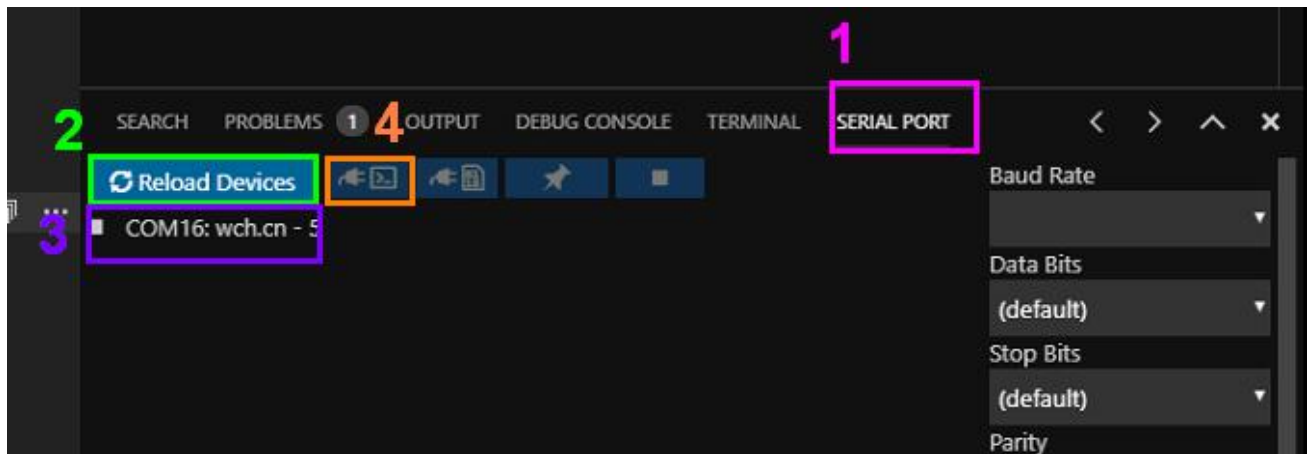 1
2 SEARCH PROBLEMS 1 4 OUTPUT DEBUG CONSOLE TERMINAL SERIAL PORT
Reload Devices
3 COM16: wch.cn - 5
Baud Rate
Data Bits
(default)
Stop Bits
(default)
Parity